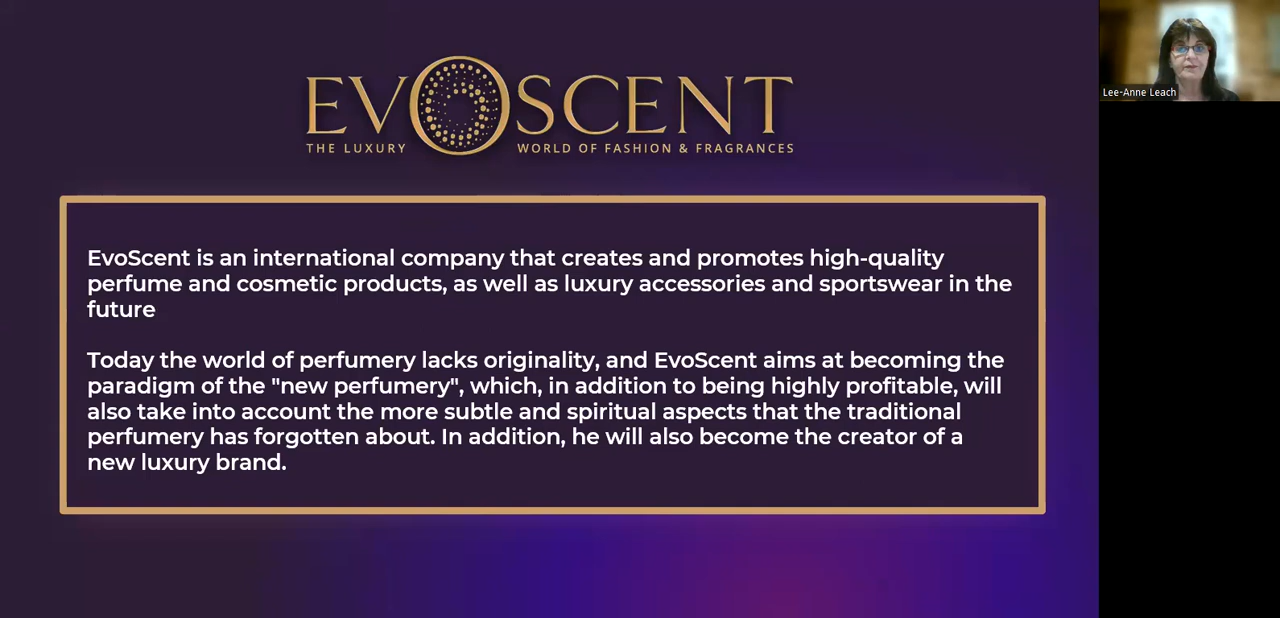 EVOSCENT
THE LUXURY WORLD OF FASHION & FRAGRANCES
Lee-Anne Leach
EvoScent is an international company that creates and promotes high-quality
perfume and cosmetic products, as well as luxury accessories and sportswear in the
future
Today the world of perfumery lacks originality, and EvoScent aims at becoming the
paradigm of the "new perfumery", which, in addition to being highly profitable, will
also take into account the more subtle and spiritual aspects that the traditional
perfumery has forgotten about. In addition, he will also become the creator of a
new luxury brand.